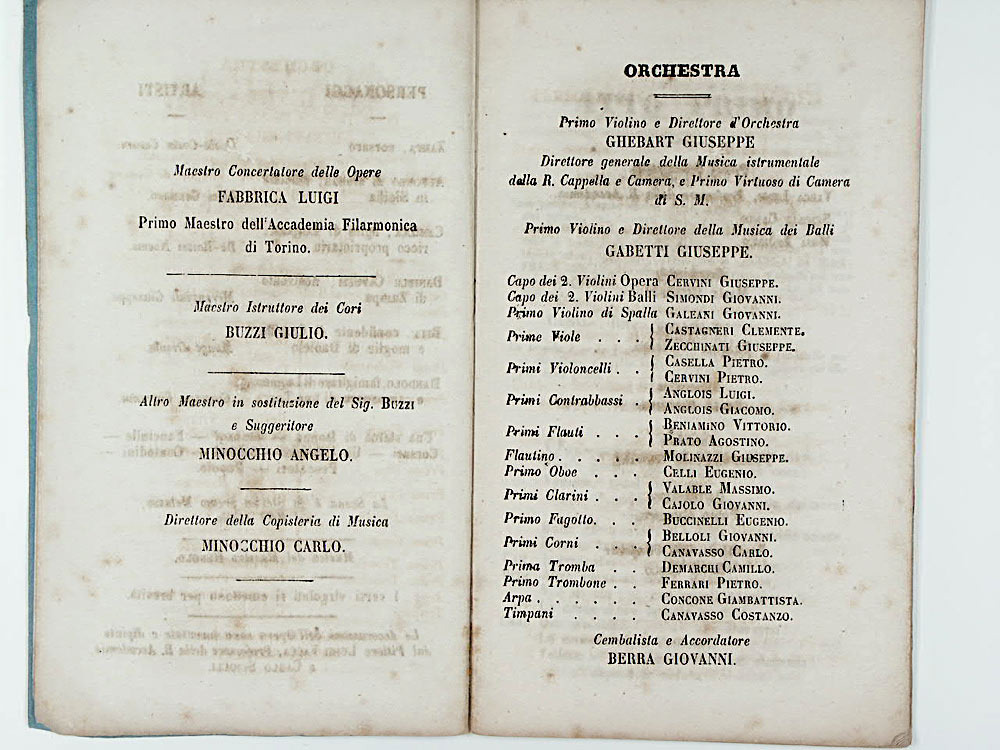 Maestro Concertatore delle Opere
FABBRICA LUIGI
Primo Maestro dell'Accademia Filarmonica
di Torino.
Maestro Istruttore dei Cori
BUZZI GIULIO.
Altro Maestro in sostituzione del Sig. BUZZI
e Suggeritore
MINOCCHIO ANGELO.
Direttore della Copisteria di Musica
MINOCCHIO CARLO.
ORCHESTRA
Primo Violino e Direttore d'Orchestra
GHEBART GIUSEPPE
Direttore generale della Musica istrumentale
della R. Cappella e Camera, e Primo Virtuoso di Camera
di S. M.
Primo Violino e Direttore della Musica dei Balli
GABETTI GIUSEPPE.
Capo dei 2. Violini Opera CERVINI GIUSEPPE.
Capo dei 2. Violini Balli SIMONDI GIOVANNI.
Primo Violino di Spalla GALEANI GIOVANNI.
Prime Viole . . . { CASTAGNERI CLEMENTE.
ZECCHINATI GIUSEPPE.
Primi Violoncelli . . { CASELLA PIETRO.
CERVINI PIETRO.
Primi Contrabbassi . { ANGLOIS LUIGI.
ANGLOIS GIACOMO.
Primi Flauti . . . { BENIAMINO VITTORIO.
PRATO AGOSTINO.
Flautino . . . . MOLINAZZI GIUSEPPE.
Primo Oboe . . . CELLI EUGENIO.
Primi Clarini . . . { VALABLE MASSIMO.
CAJOLO GIOVANNI.
Primo Fagotto. . . BUCCINELLI EUGENIO.
Primi Corni . . . { BELLOLI GIOVANNI.
CANAVASSO CARLO.
Prima Tromba . . DEMARCHI CAMILLO.
Primo Trombone . . FERRARI PIETRO.
Arpa . . . . . . CONCONE GIAMBATTISTA.
Timpani . . . . CANAVASSO COSTANZO.
Cembalista e Accordatore
BERRA GIOVANNI.